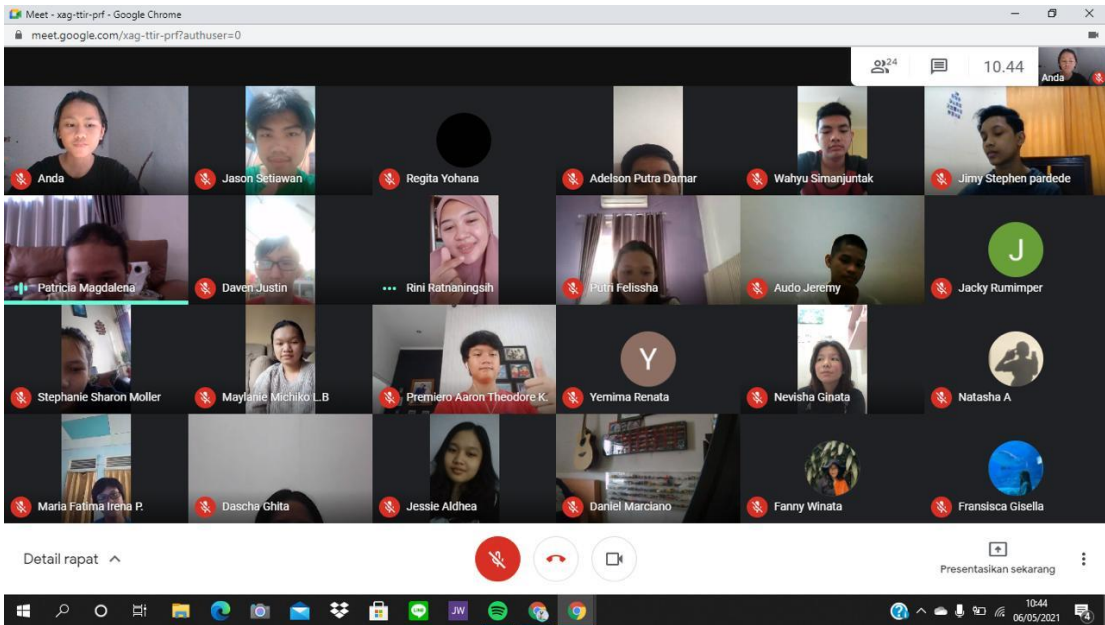 Meet - xag-ttir-prf - Google Chrome
meet.google.com/xag-ttir-prf?authuser=0
24
10.44
Anda
Anda
Jason Setiawan
Regita Yohana
Adelson Putra Damar
Wahyu Simanjuntak
Jimy Stephen pardede
Patricia Magdalena
Daven Justin
Rini Ratnaningsih
Putri Felissha
Audo Jeremy
J
Jacky Rumimper
Stephanie Sharon Moller
Maylanie Michiko L.B
Premiero Aaron Theodore K.
Y
Yemima Renata
Nevisha Ginata
Natasha A
Maria Fatima Irena P.
Dascha Ghita
Jessie Aldhea
Daniel Marciano
Fanny Winata
Fransisca Gisella
Detail rapat
Presentasikan sekarang
LINE
JW
10:44
06/05/2021
4